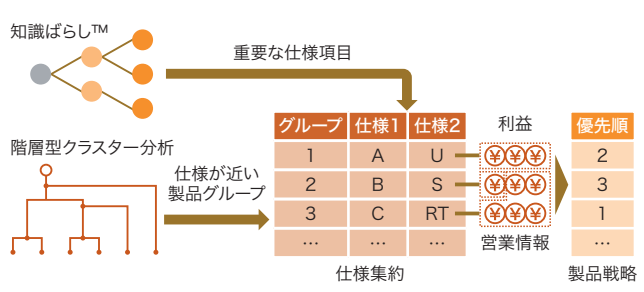 知識ばらし™
重要な仕様項目
階層型クラスター分析
仕様が近い
製品グループ
グループ 仕様1 仕様2 利益 優先順
1 A U ¥¥¥ 2
2 B S ¥¥¥ 3
3 C RT ¥¥¥ 1
… … … …
営業情報
仕様集約 製品戦略